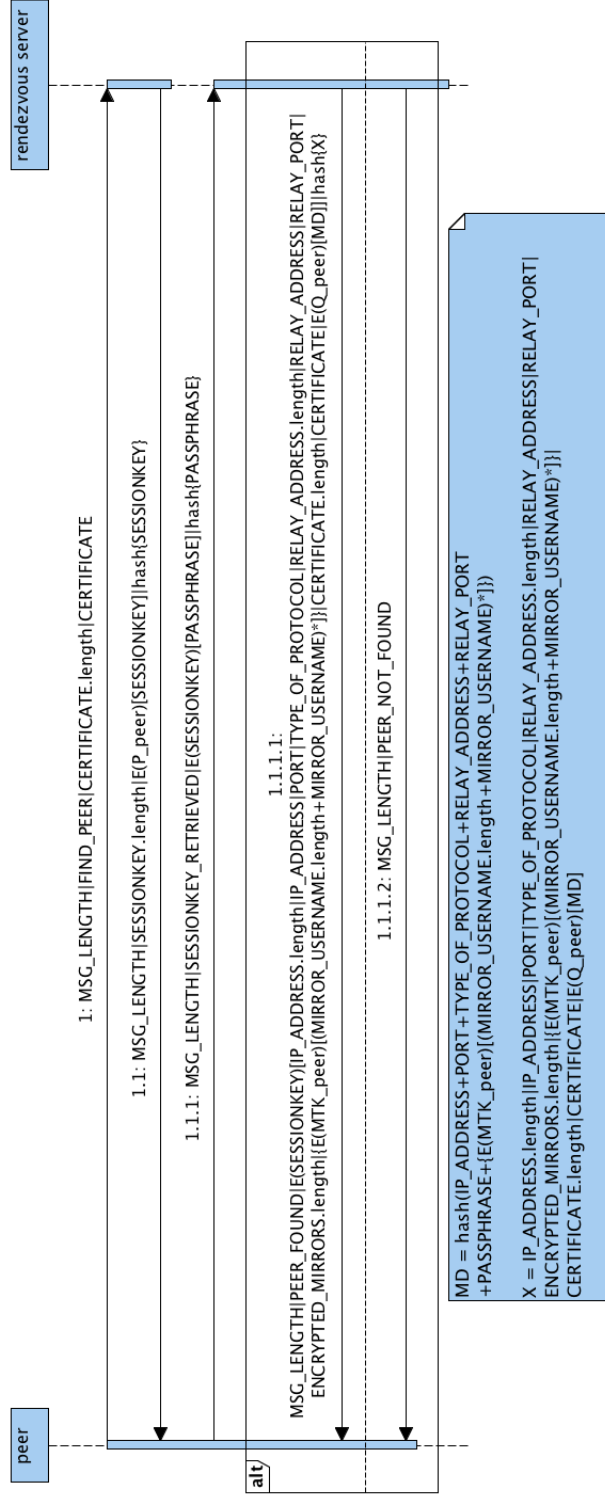 peer
rendezvous server
1: MSG_LENGTH|FIND_PEER|CERTIFICATE.length|CERTIFICATE
1.1: MSG_LENGTH|SESSIONKEY.length|E(P_peer)[SESSIONKEY]|hash{SESSIONKEY}
1.1.1: MSG_LENGTH|SESSIONKEY_RETRIEVED|E(SESSIONKEY)[PASSPHRASE]|hash{PASSPHRASE}
alt
1.1.1.1:
MSG_LENGTH|PEER_FOUND|E(SESSIONKEY)[IP_ADDRESS.length|IP_ADDRESS|PORT|TYPE_OF_PROTOCOL|RELAY_ADDRESS.length|RELAY_ADDRESS|RELAY_PORT|
ENCRYPTED_MIRRORS.length|{E(MTK_peer)[(MIRROR_USERNAME.length+MIRROR_USERNAME)*]}|CERTIFICATE.length|CERTIFICATE|E(Q_peer)[MD]]|hash{X}
1.1.1.2: MSG_LENGTH|PEER_NOT_FOUND
MD = hash(IP_ADDRESS+PORT+TYPE_OF_PROTOCOL+RELAY_ADDRESS+RELAY_PORT
+PASSPHRASE+{E(MTK_peer)[(MIRROR_USERNAME.length+MIRROR_USERNAME)*]})
X = IP_ADDRESS.length|IP_ADDRESS|PORT|TYPE_OF_PROTOCOL|RELAY_ADDRESS.length|RELAY_ADDRESS|RELAY_PORT|
ENCRYPTED_MIRRORS.length|{E(MTK_peer)[(MIRROR_USERNAME.length+MIRROR_USERNAME)*]}|
CERTIFICATE.length|CERTIFICATE|E(Q_peer)[MD]